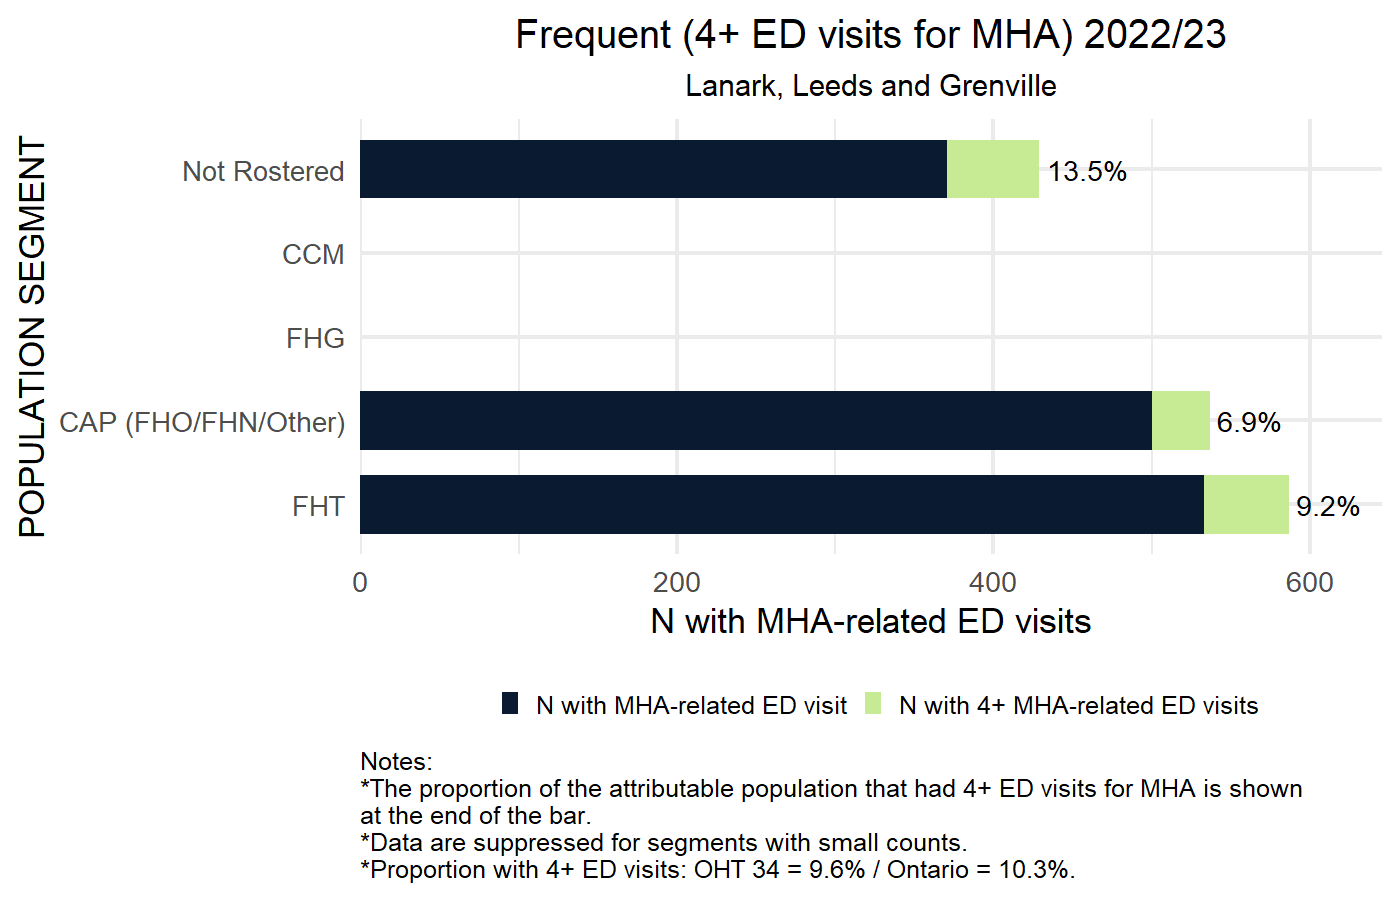 Frequent (4+ ED visits for MHA) 2022/23
Lanark, Leeds and Grenville
POPULATION SEGMENT
Not Rostered
13.5%
CCM
FHG
CAP (FHO/FHN/Other)
6.9%
FHT
9.2%
0
200
400
600
N with MHA-related ED visits
N with MHA-related ED visit
N with 4+ MHA-related ED visits
Notes:
*The proportion of the attributable population that had 4+ ED visits for MHA is shown
at the end of the bar.
*Data are suppressed for segments with small counts.
*Proportion with 4+ ED visits: OHT 34 = 9.6% / Ontario = 10.3%.